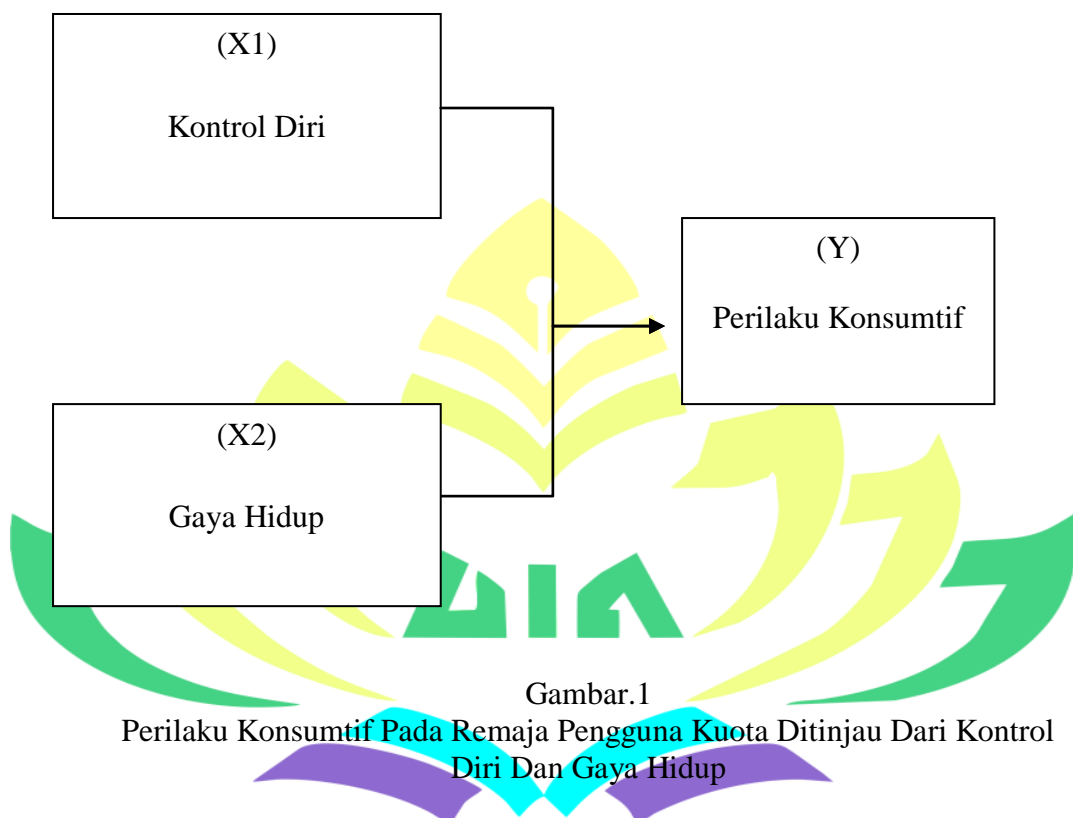 (X1)
Kontrol Diri
(Y)
Perilaku Konsumtif
(X2)
Gaya Hidup
Gambar.1
Perilaku Konsumtif Pada Remaja Pengguna Kuota Ditinjau Dari Kontrol
Diri Dan Gaya Hidup